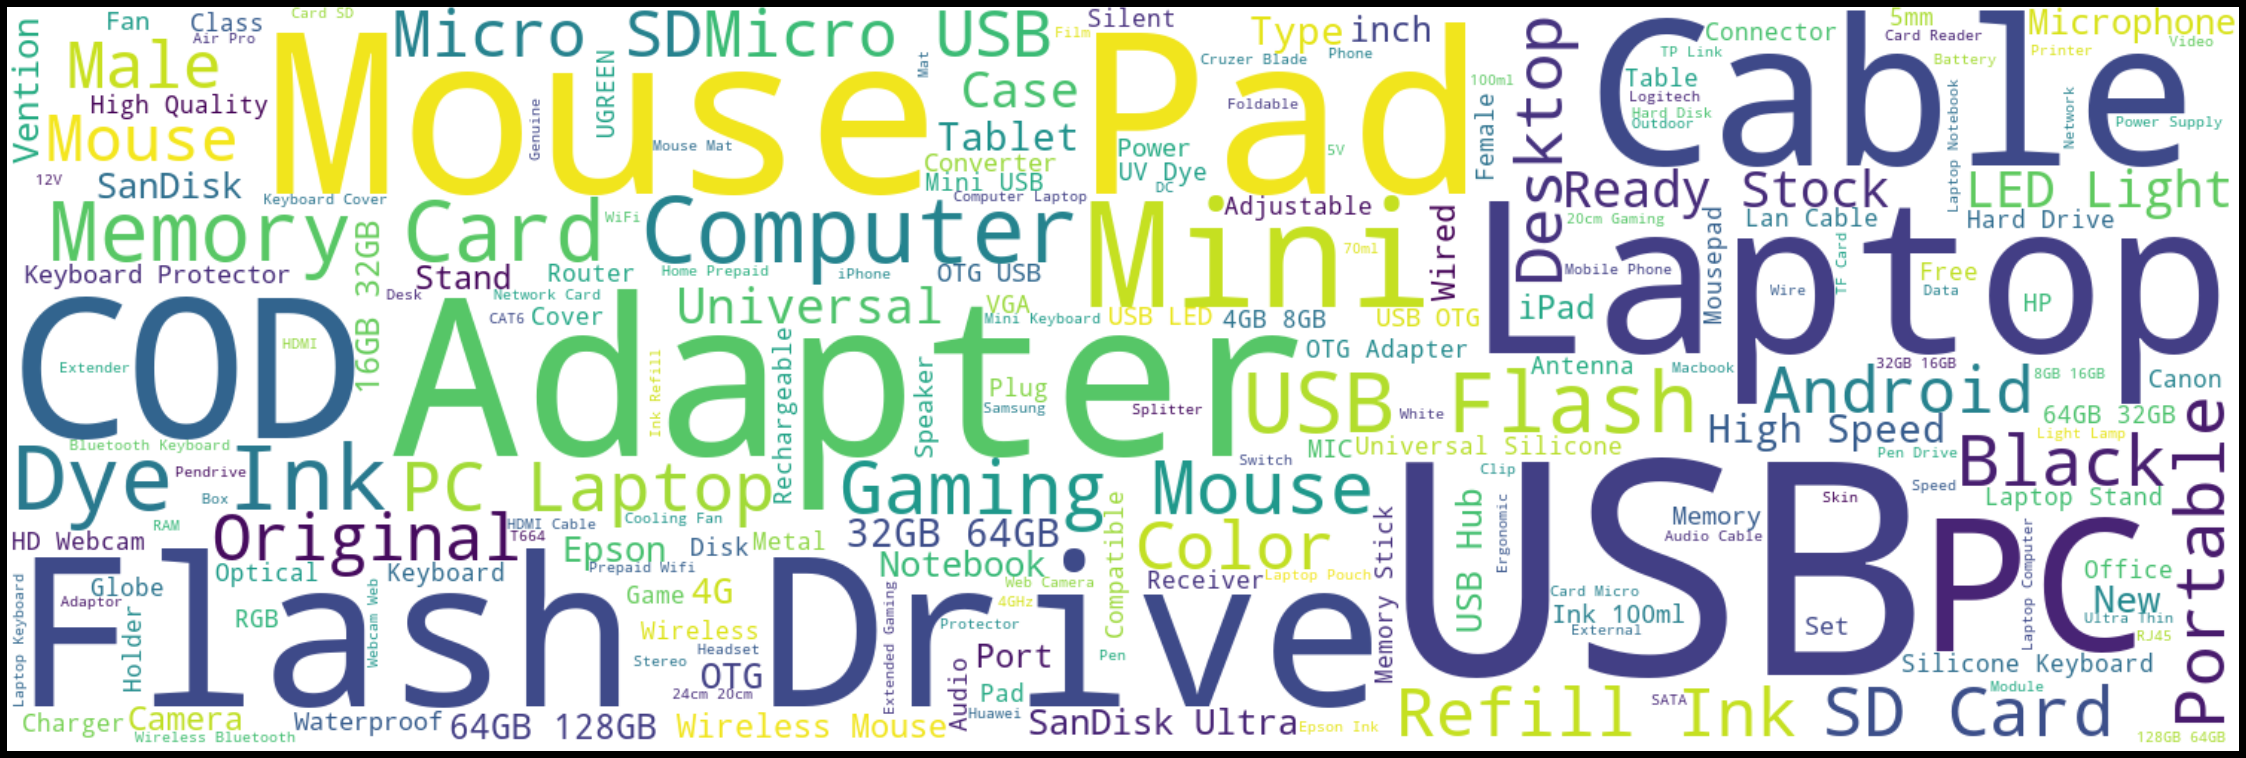 Card SD
Fan
Class
Air Pro
Vention
Male
High Quality
Mouse
12V
SanDisk
Keyboard Cover
Mouse Pad
Micro SD
Micro USB
Silent
Film
Type
inch
Cruzer Blade
Phone
Mat
UGREEN
Genuine
Mouse Mat
Case
Tablet
Converter
Mini USB
Computer Laptop
Power
UV Dye
DC
5V
Foldable
100ml
Female
Desktop
Cable
Connector
5mm
Card Reader
Microphone
Video
TP Link
Printer
Battery
Table
Logitech
Hard Disk
Outdoor
Laptop Notebook
Network
Power Supply
Ready Stock
LED Light
Memory Card
WiFi
Computer
Mini
Adjustable
70ml
Wired
Laptop
20cm Gaming
Mousepad
Lan Cable
Hard Drive
TF Card
Mobile Phone
Free
Data
Wire
iPad
HP
Keyboard Protector
16GB 32GB
Stand
Router
Home Prepaid
iPhone
OTG USB
Desk
Network Card
CAT6
Cover
Universal
VGA
Mini Keyboard
USB LED
4GB 8GB
USB OTG
COD
HDMI
Extender
Adapter
Ink Refill
Rechargeable
Speaker
Plug
Samsung
Splitter
OTG Adapter
Antenna
Macbook
32GB 16GB
8GB 16GB
Canon
USB Flash
White
Android
64GB 32GB
High Speed
Light Lamp
Pen Drive
Portable
Bluetooth Keyboard
Pendrive
Box
Dye Ink
PC Laptop
Gaming Mouse
MIC
Universal Silicone
Switch
Clip
Black
Speed
Laptop Stand
RAM
Original
HDMI Cable
T664
Cooling Fan
32GB 64GB
Compatible
Color
USB Hub
Ergonomic
Memory
Audio Cable
Skin
HD Webcam
Epson
Disk
Metal
Notebook
Prepaid Wifi
Optical
Keyboard
Globe
Adaptor
Laptop Keyboard
Holder
RGB
Webcam Web
Flash Drive
Game
4G
Wireless
Headset
Stereo
OTG
24cm 20cm
Extended Gaming
Web Camera
4GHz
Protector
Receiver
Laptop Pouch
Memory Stick
USB
Card Micro
Ink 100ml
External
Set
PC
Laptop Computer
Office
New
Ultra Thin
RJ45
Silicone Keyboard
Module
Pen
Port
Pad
Audio
Huawei
Charger
Camera
Wireless Bluetooth
Waterproof
64GB 128GB
Wireless Mouse
SanDisk Ultra
Epson Ink
Refill Ink
SATA
SD Card
128GB 64GB